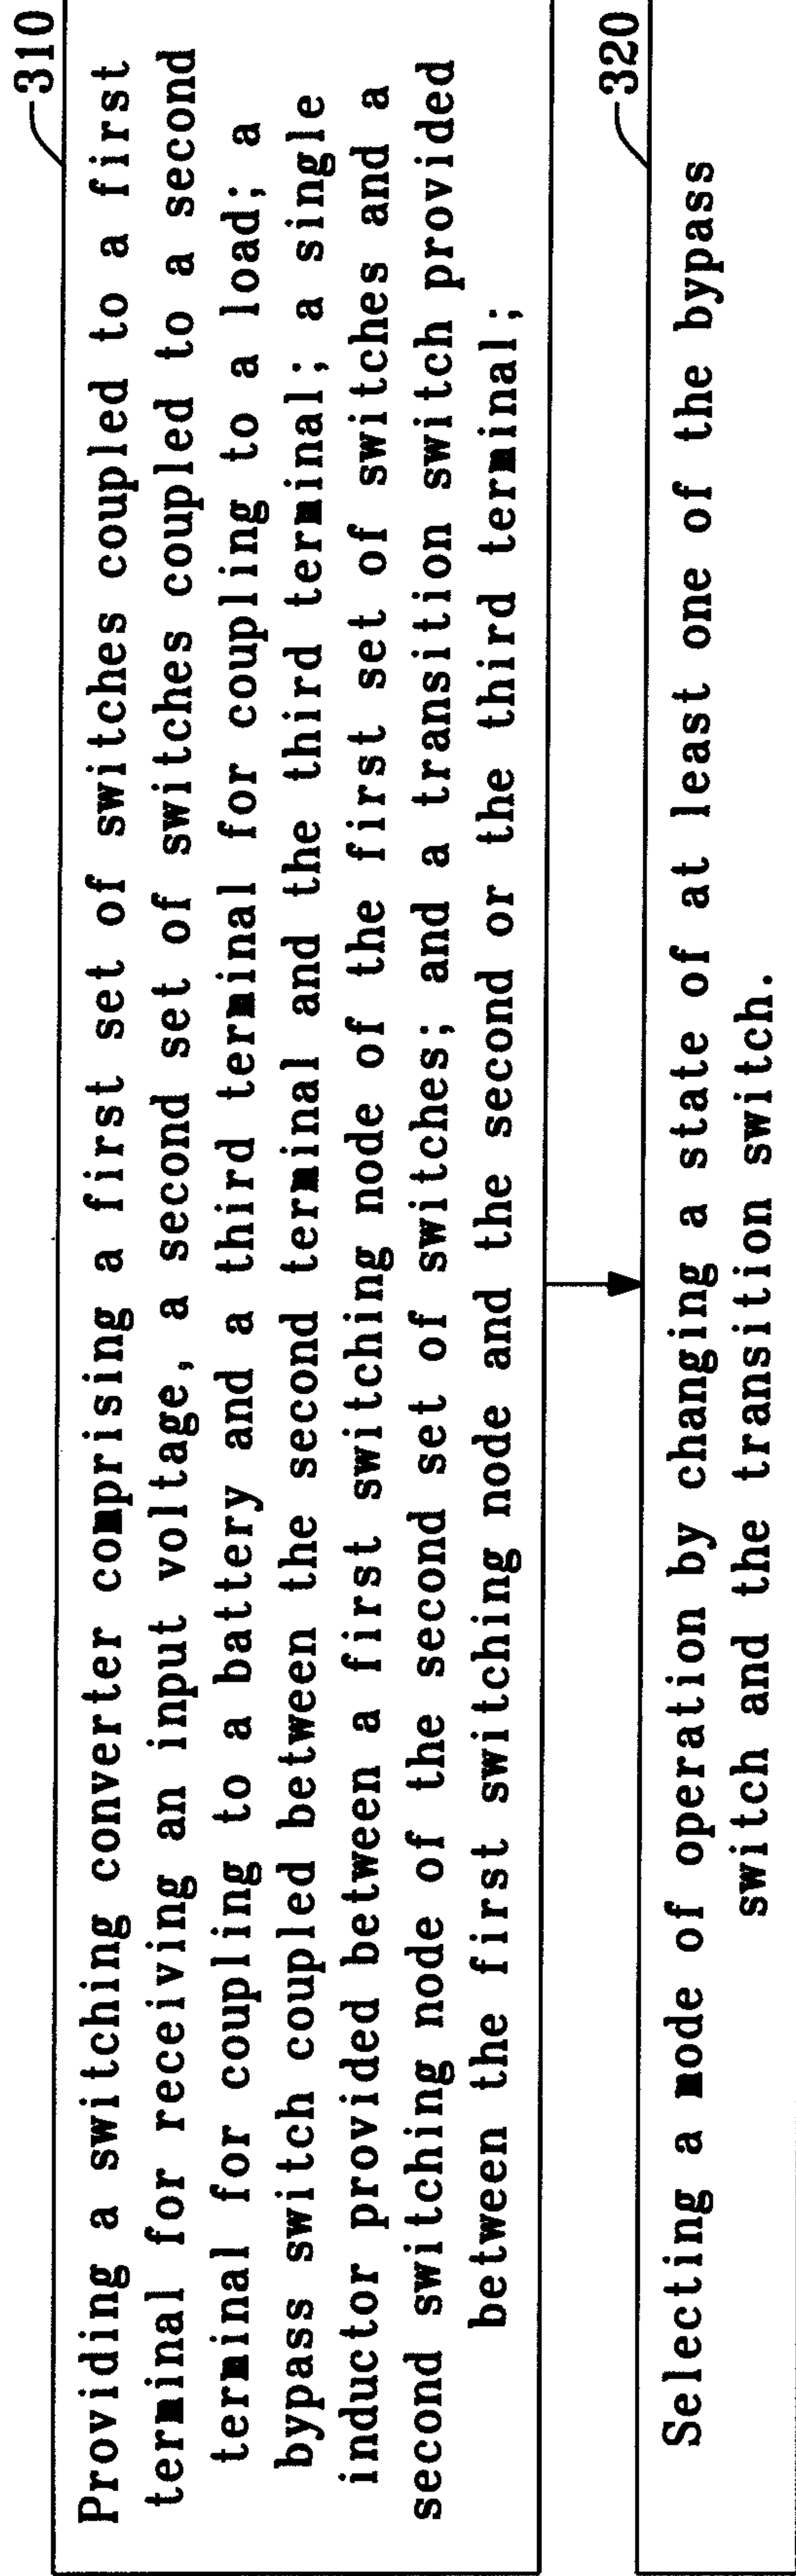 310
Providing a switching converter comprising a first set of switches coupled to a first
terminal for receiving an input voltage, a second set of switches coupled to a second
terminal for coupling to a battery and a third terminal for coupling to a load; a
bypass switch coupled between the second terminal and the third terminal; a single
inductor provided between a first switching node of the first set of switches and a
second switching node of the second set of switches; and a transition switch provided
between the first switching node and the second or the third terminal;
320
Selecting a mode of operation by changing a state of at least one of the bypass
switch and the transition switch.